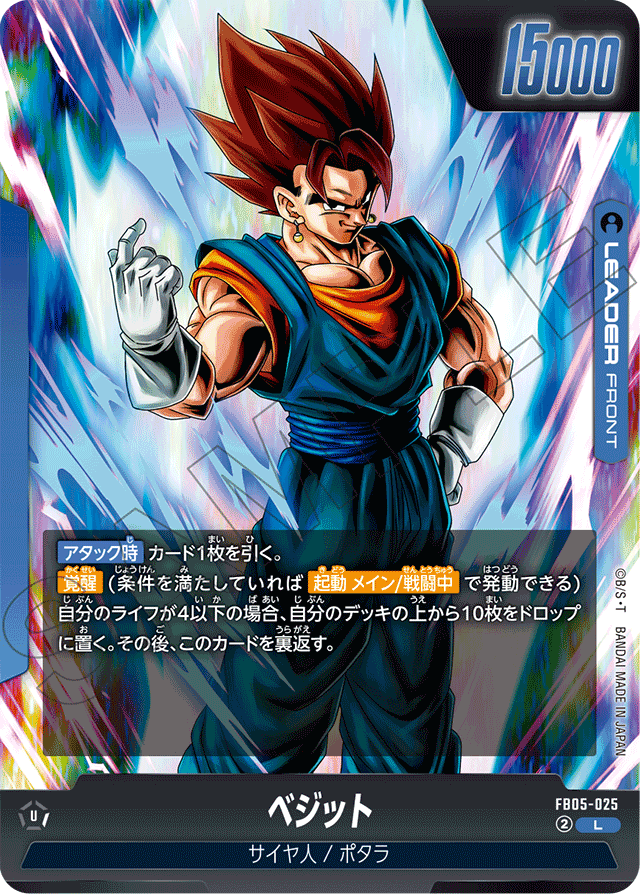 15000
LEADER FRONT
アタック時 カード1枚を引く。
覚醒 (条件を満たしていれば 起動 メイン/戦闘中 で発動できる)
自分のライフが4以下の場合、自分のデッキの上から10枚をドロップ
に置く。その後、このカードを裏返す。
SAMPLE
©B/S・T BANDAI MADE IN JAPAN
U
ベジット
FB05-025
② L
サイヤ人 / ポタラ